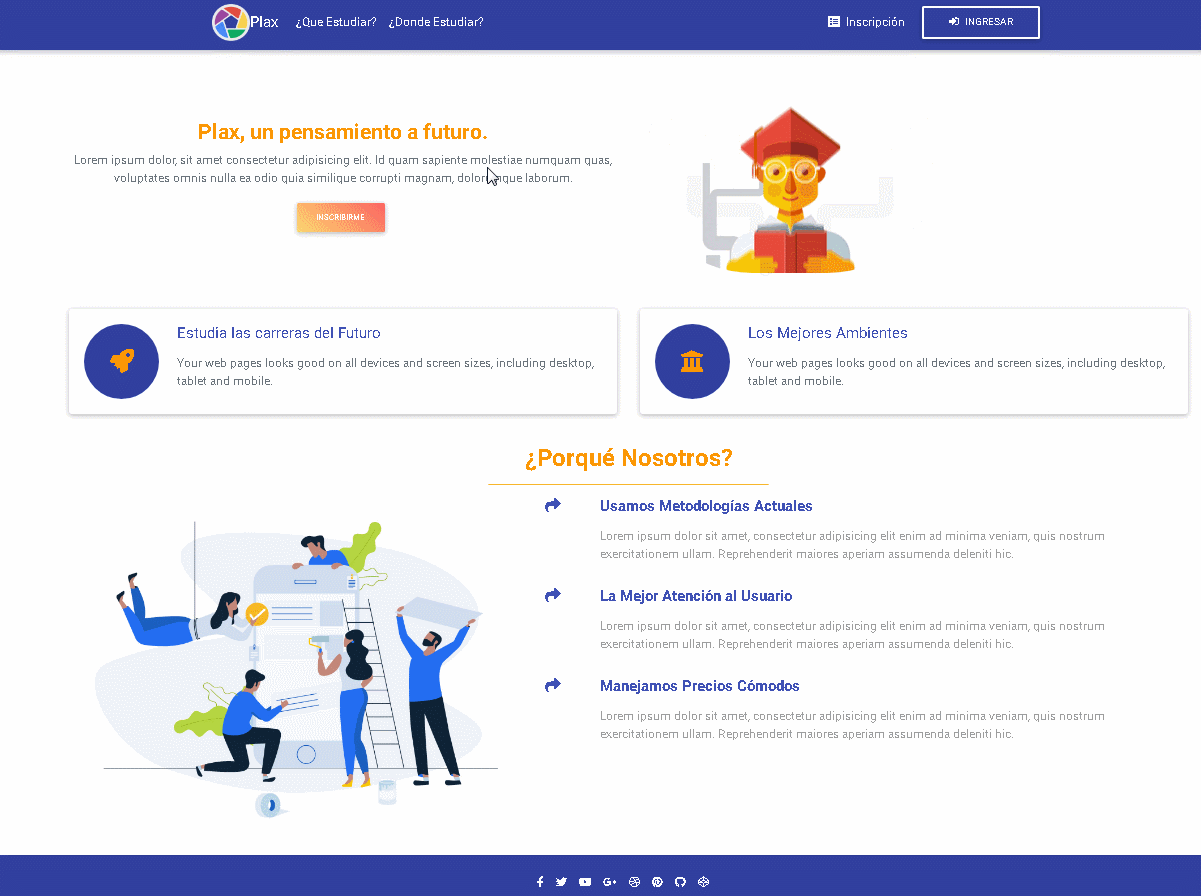 Plax ¿Que Estudiar? ¿Donde Estudiar? Inscripción INGRESAR
Plax, un pensamiento a futuro.
Lorem ipsum dolor, sit amet consectetur adipisicing elit. Id quam sapiente molestiae numquam quas,
voluptates omnis nulla ea odio quia similique corrupti magnam, doloremque laborum.
INSCRIBIRME
Estudia las carreras del Futuro
Your web pages looks good on all devices and screen sizes, including desktop,
tablet and mobile.
Los Mejores Ambientes
Your web pages looks good on all devices and screen sizes, including desktop,
tablet and mobile.
¿Porqué Nosotros?
Usamos Metodologías Actuales
Lorem ipsum dolor sit amet, consectetur adipisicing elit enim ad minima veniam, quis nostrum
exercitationem ullam. Reprehenderit maiores aperiam assumenda deleniti hic.
La Mejor Atención al Usuario
Lorem ipsum dolor sit amet, consectetur adipisicing elit enim ad minima veniam, quis nostrum
exercitationem ullam. Reprehenderit maiores aperiam assumenda deleniti hic.
Manejamos Precios Cómodos
Lorem ipsum dolor sit amet, consectetur adipisicing elit enim ad minima veniam, quis nostrum
exercitationem ullam. Reprehenderit maiores aperiam assumenda deleniti hic.